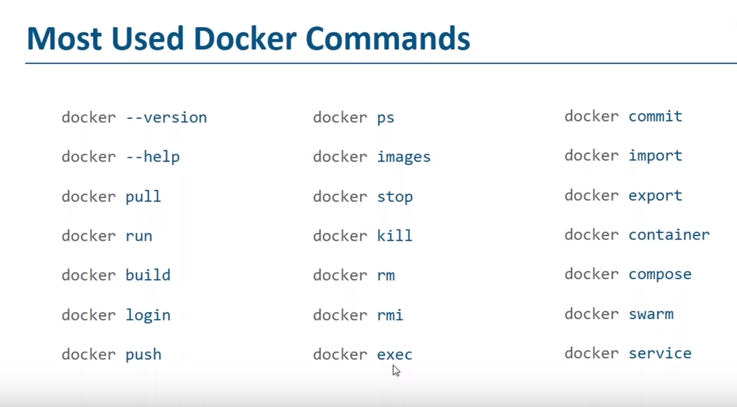 Most Used Docker Commands
docker --version
docker --help
docker pull
docker run
docker build
docker login
docker push
docker ps
docker images
docker stop
docker kill
docker rm
docker rmi
docker exec
docker commit
docker import
docker export
docker container
docker compose
docker swarm
docker service